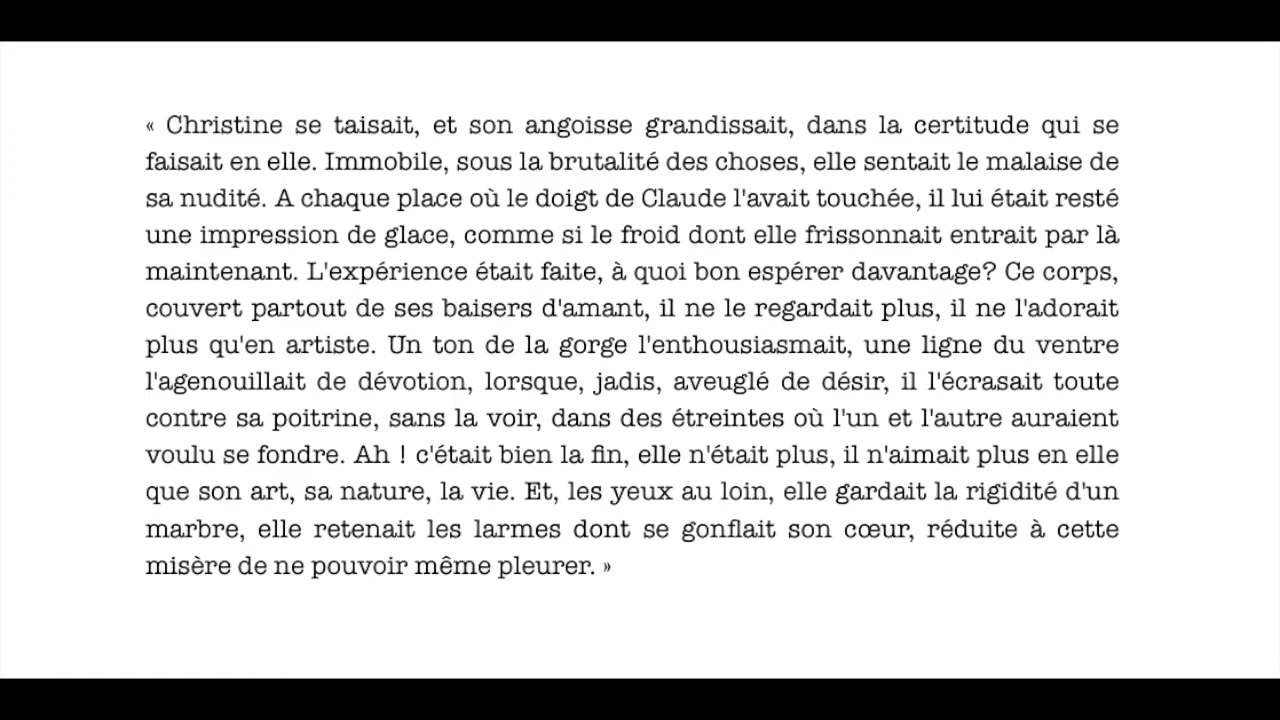 « Christine se taisait, et son angoisse grandissait, dans la certitude qui se
faisait en elle. Immobile, sous la brutalité des choses, elle sentait le malaise de
sa nudité. A chaque place où le doigt de Claude l'avait touchée, il lui était resté
une impression de glace, comme si le froid dont elle frissonnait entrait par là
maintenant. L'expérience était faite, à quoi bon espérer davantage? Ce corps,
couvert partout de ses baisers d'amant, il ne le regardait plus, il ne l'adorait
plus qu'en artiste. Un ton de la gorge l'enthousiasmait, une ligne du ventre
l'agenouillait de dévotion, lorsque, jadis, aveuglé de désir, il l'écrasait toute
contre sa poitrine, sans la voir, dans des étreintes où l'un et l'autre auraient
voulu se fondre. Ah ! c'était bien la fin, elle n'était plus, il n'aimait plus en elle
que son art, sa nature, la vie. Et, les yeux au loin, elle gardait la rigidité d'un
marbre, elle retenait les larmes dont se gonflait son cœur, réduite à cette
misère de ne pouvoir même pleurer. »